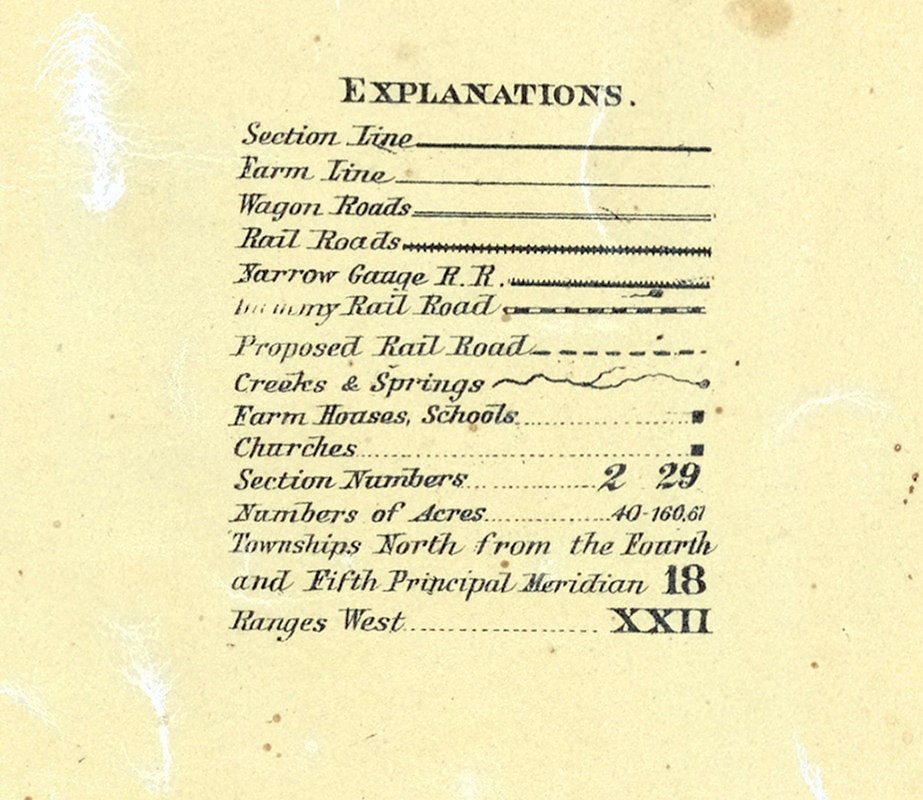 EXPLANATIONS.
Section Line
Farm Line
Wagon Roads
Rail Roads
Narrow Gauge R.R.
Rail Road
Proposed Rail Road
Creeks & Springs
Farm Houses, Schools
Churches
Section Numbers 2 29
Numbers of Acres 40-160.61
Townships North from the Fourth
and Fifth Principal Meridian 18
Ranges West XXII